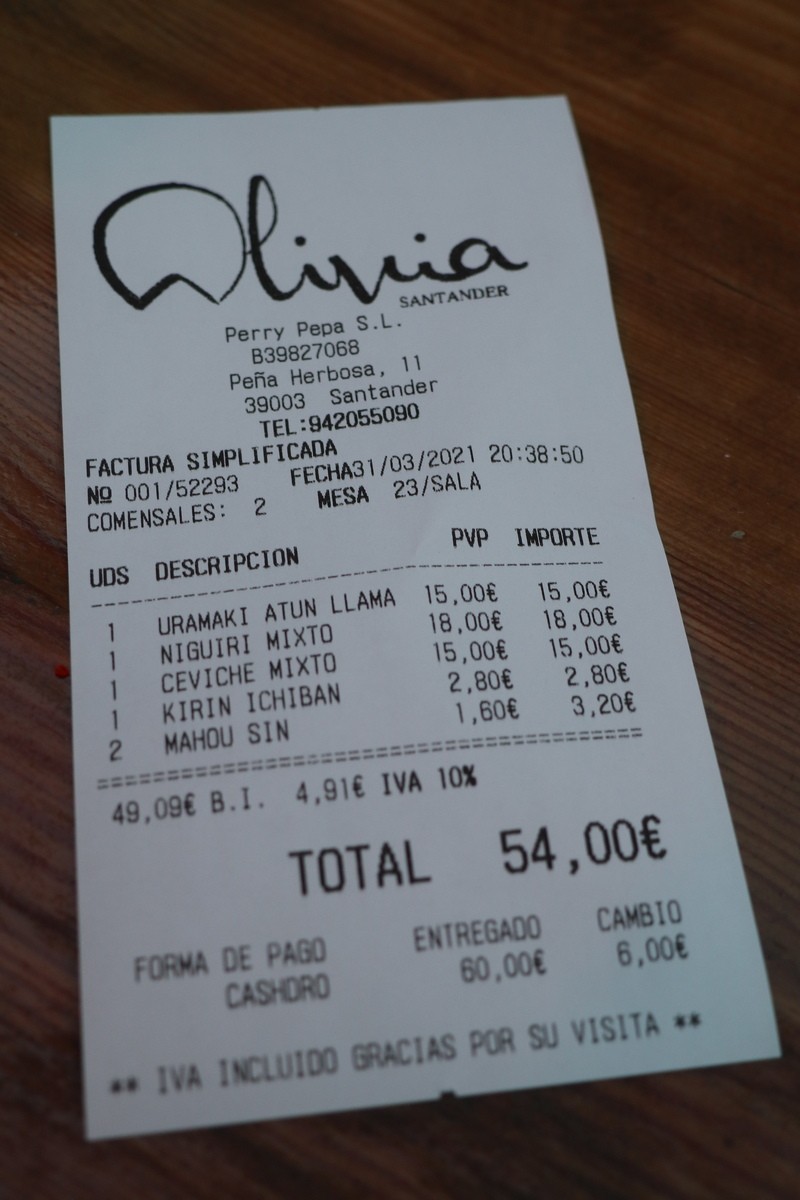 Olivia
SANTANDER
Perry Pepa S.L.
B39827068
Peña Herbosa, 11
39003 Santander
TEL:942055090
FACTURA SIMPLIFICADA
Nº 001/52293 FECHA31/03/2021 20:38:50
COMENSALES: 2 MESA 23/SALA
UDS DESCRIPCION PVP IMPORTE
1 URAMAKI ATUN LLAMA 15,00€ 15,00€
1 NIGUIRI MIXTO 18,00€ 18,00€
1 CEVICHE MIXTO 15,00€ 15,00€
1 KIRIN ICHIBAN 2,80€ 2,80€
2 MAHOU SIN 1,60€ 3,20€
49,09€ B.I. 4,91€ IVA 10%
TOTAL 54,00€
FORMA DE PAGO ENTREGADO CAMBIO
CASHDRO 60,00€ 6,00€
** IVA INCLUIDO GRACIAS POR SU VISITA **